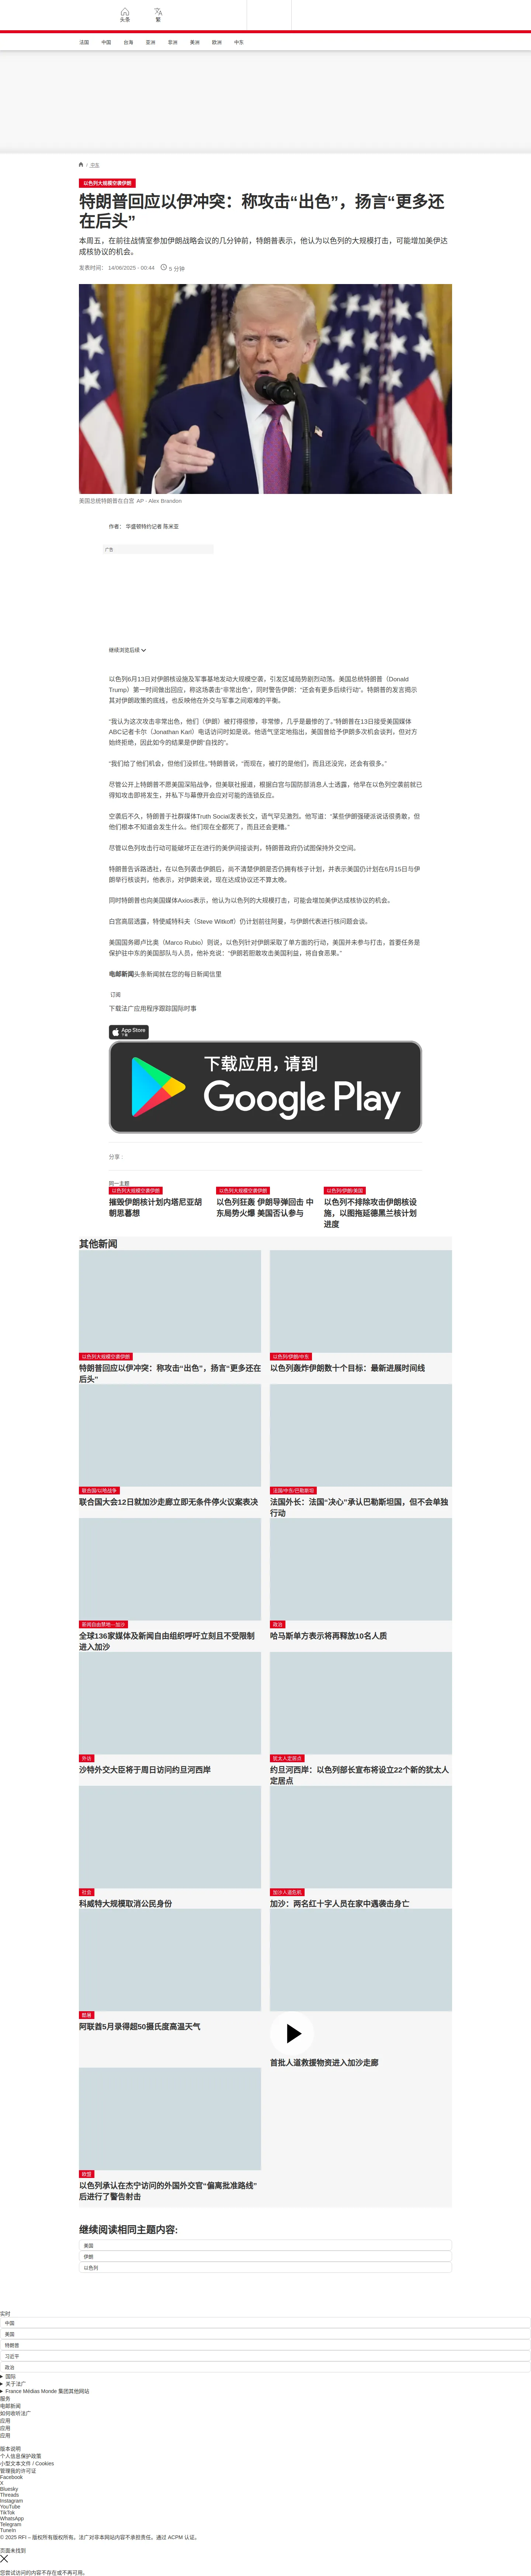 头条
繁
法国
中国
台海
亚洲
非洲
美洲
欧洲
中东
/ 中东
以色列大规模空袭伊朗
特朗普回应以伊冲突：称攻击“出色”，扬言“更多还
在后头”
本周五，在前往战情室参加伊朗战略会议的几分钟前，特朗普表示，他认为以色列的大规模打击，可能增加美伊达
成核协议的机会。
发表时间： 14/06/2025 - 00:44
5 分钟
美国总统特朗普在白宫 AP - Alex Brandon
作者： 华盛顿特约记者 陈米亚
广告
继续浏览后续
以色列6月13日对伊朗核设施及军事基地发动大规模空袭，引发区域局势剧烈动荡。美国总统特朗普（Donald
Trump）第一时间做出回应，称这场袭击“非常出色”，同时警告伊朗：“还会有更多后续行动”。特朗普的发言揭示
其对伊朗政策的底线，也反映他在外交与军事之间艰难的平衡。
“我认为这次攻击非常出色，他们（伊朗）被打得很惨，非常惨，几乎是最惨的了。”特朗普在13日接受美国媒体
ABC记者卡尔（Jonathan Karl）电话访问时如是说。他语气坚定地指出，美国曾给予伊朗多次机会谈判，但对方
始终拒绝，因此如今的结果是伊朗“自找的”。
“我们给了他们机会，但他们没抓住。”特朗普说，“而现在，被打的是他们，而且还没完，还会有很多。”
尽管公开上特朗普不愿美国深陷战争，但美联社报道，根据白宫与国防部消息人士透露，他早在以色列空袭前就已
得知攻击即将发生，并私下与幕僚开会应对可能的连锁反应。
空袭后不久，特朗普于社群媒体Truth Social发表长文，语气罕见激烈。他写道：“某些伊朗强硬派说话很勇敢，但
他们根本不知道会发生什么。他们现在全都死了，而且还会更糟。”
尽管以色列攻击行动可能破坏正在进行的美伊间接谈判，特朗普政府仍试图保持外交空间。
特朗普告诉路透社，在以色列袭击伊朗后，尚不清楚伊朗是否仍拥有核子计划，并表示美国仍计划在6月15日与伊
朗举行核谈判。他表示，对伊朗来说，现在达成协议还不算太晚。
同时特朗普也向美国媒体Axios表示，他认为以色列的大规模打击，可能会增加美伊达成核协议的机会。
白宫高层透露，特使威特科夫（Steve Witkoff）仍计划前往阿曼，与伊朗代表进行核问题会谈。
美国国务卿卢比奥（Marco Rubio）则说，以色列针对伊朗采取了单方面的行动，美国并未参与打击，首要任务是
保护驻中东的美国部队与人员，他补充说：“伊朗若胆敢攻击美国利益，将自食恶果。”
电邮新闻头条新闻就在您的每日新闻信里
订阅
下载法广应用程序跟踪国际时事
App Store
下载
下载应用，请到
Google Play
分享 :
同一主题
以色列大规模空袭伊朗
摧毁伊朗核计划内塔尼亚胡
朝思暮想
以色列大规模空袭伊朗
以色列狂轰 伊朗导弹回击 中
东局势火爆 美国否认参与
以色列/伊朗/美国
以色列不排除攻击伊朗核设
施，以图拖延德黑兰核计划
进度
其他新闻
以色列大规模空袭伊朗
特朗普回应以伊冲突：称攻击“出色”，扬言“更多还在
后头”
以色列/伊朗/中东
以色列轰炸伊朗数十个目标：最新进展时间线
联合国/以哈战争
联合国大会12日就加沙走廊立即无条件停火议案表决
法国/中东/巴勒斯坦
法国外长：法国“决心”承认巴勒斯坦国，但不会单独
行动
全球136家媒体及新闻自由组织呼吁立刻且不受限制
进入加沙
政治
哈马斯单方表示将再释放10名人质
外访
沙特外交大臣将于周日访问约旦河西岸
犹太人定居点
约旦河西岸：以色列部长宣布将设立22个新的犹太人
定居点
社会
科威特大规模取消公民身份
加沙人道危机
加沙：两名红十字人员在家中遇袭击身亡
酷暑
阿联酋5月录得超50摄氏度高温天气
首批人道救援物资进入加沙走廊
欧盟
以色列承认在杰宁访问的外国外交官“偏离批准路线”
后进行了警告射击
继续阅读相同主题内容:
美国
伊朗
以色列
实时
中国
美国
特朗普
习近平
政治
国际
关于法广
France Médias Monde 集团其他网站
服务
电邮新闻
如何收听法广
应用
应用
应用
版本说明
个人信息保护政策
小型文本文件 / Cookies
管理我的许可证
Facebook
X
Bluesky
Threads
Instagram
YouTube
TikTok
WhatsApp
Telegram
TuneIn
© 2025 RFI – 版权所有版权所有。法广对非本网站内容不承担责任。通过 ACPM 认证。
页面未找到
您尝试访问的内容不存在或不再可用。